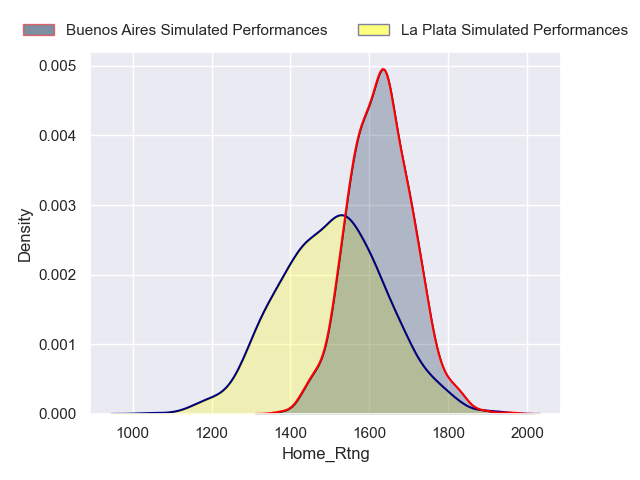 Buenos Aires Simulated Performances La Plata Simulated Performances
0.005
0.004
0.003
0.002
0.001
0.000
Density
1000 1200 1400 1600 1800 2000
Home_Rtng